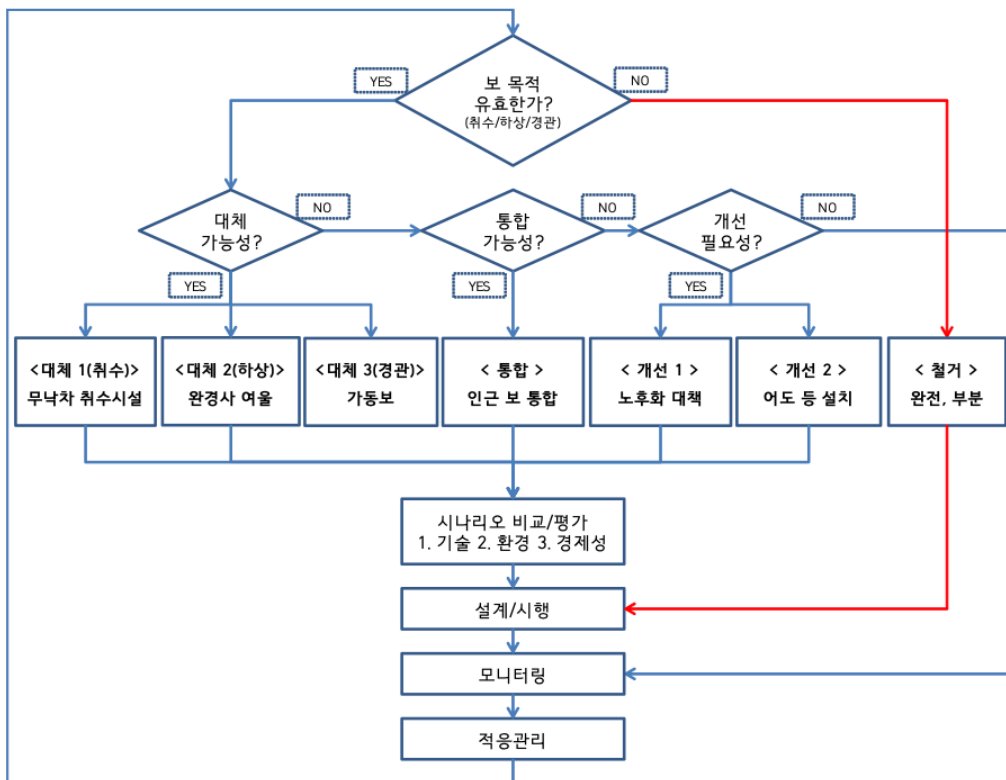 보 목적
유효한가?
(취수/하상/경관)
YES
NO
대체
가능성?
NO
통합
가능성?
NO
개선
필요성?
NO
YES
YES
YES
<대체 1(취수)>
무낙차 취수시설
<대체 2(하상)>
완경사 여울
<대체 3(경관)>
가동보
< 통합 >
인근 보 통합
< 개선 1 >
노후화 대책
< 개선 2 >
어도 등 설치
< 철거 >
완전, 부분
시나리오 비교/평가
1. 기술 2. 환경 3. 경제성
설계/시행
모니터링
적응관리